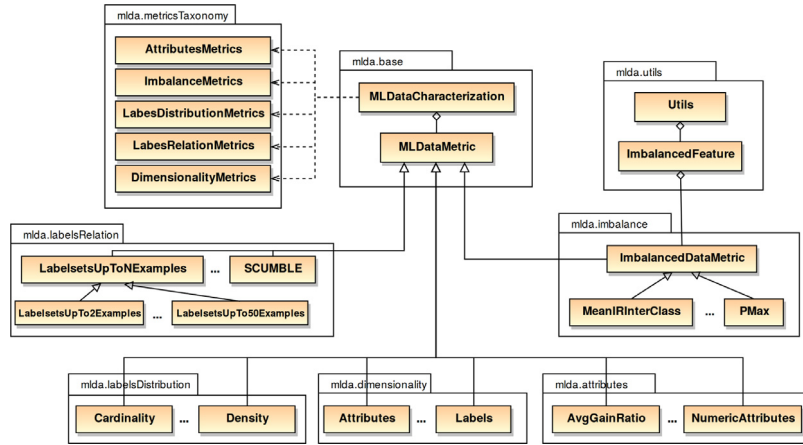 mlda.metricsTaxonomy
AttributesMetrics
ImbalanceMetrics
LabesDistributionMetrics
LabesRelationMetrics
DimensionalityMetrics
mlda.base
MLDataCharacterization
MLDataMetric
mlda.utils
Utils
ImbalancedFeature
mlda.labelsRelation
LabelsetsUpToNExamples
...
SCUMBLE
LabelsetsUpTo2Examples
...
LabelsetsUpTo50Examples
mlda.imbalance
ImbalancedDataMetric
MeanIRInterClass
...
PMax
mlda.labelsDistribution
Cardinality
...
Density
mlda.dimensionality
Attributes
...
Labels
mlda.attributes
AvgGainRatio
...
NumericAttributes